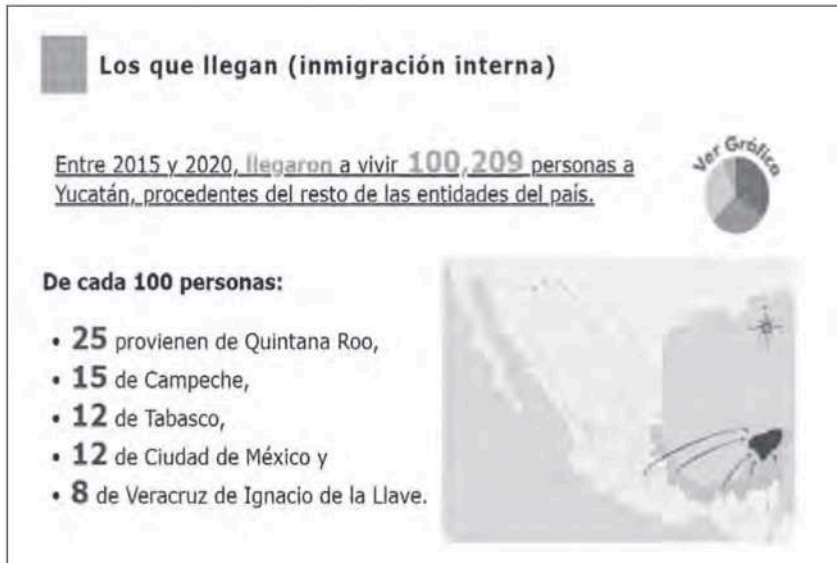 Los que llegan (inmigración interna)
Entre 2015 y 2020, llegaron a vivir 100,209 personas a
Yucatán, procedentes del resto de las entidades del país.
Ver Gráfico
De cada 100 personas:
• 25 provienen de Quintana Roo,
• 15 de Campeche,
• 12 de Tabasco,
• 12 de Ciudad de México y
• 8 de Veracruz de Ignacio de la Llave.